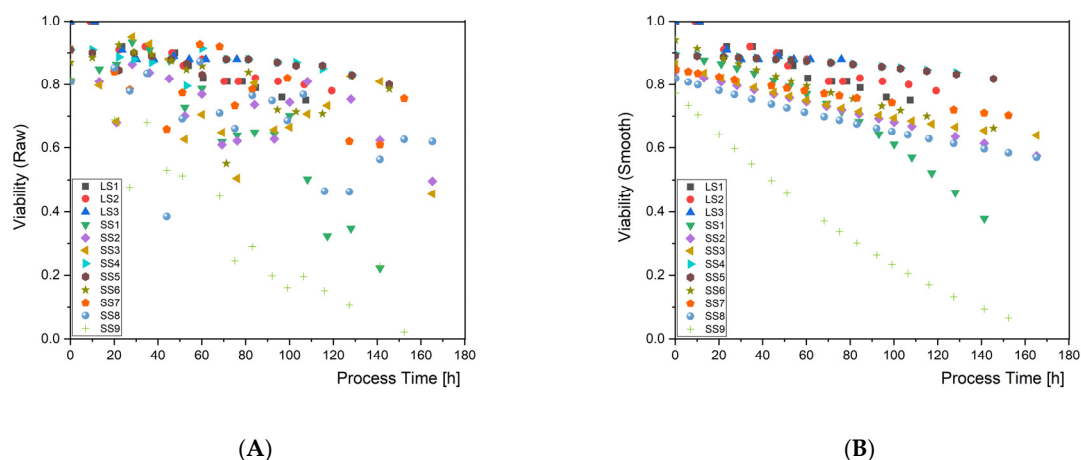 1.0
0.8
0.6
0.4
0.2
0.0
Viability (Raw)
LS1
LS2
LS3
SS1
SS2
SS3
SS4
SS5
SS6
SS7
SS8
SS9
0 20 40 60 80 100 120 140 160 180
Process Time [h]
(A)
1.0
0.8
0.6
0.4
0.2
0.0
Viability (Smooth)
LS1
LS2
LS3
SS1
SS2
SS3
SS4
SS5
SS6
SS7
SS8
SS9
0 20 40 60 80 100 120 140 160 180
Process Time [h]
(B)